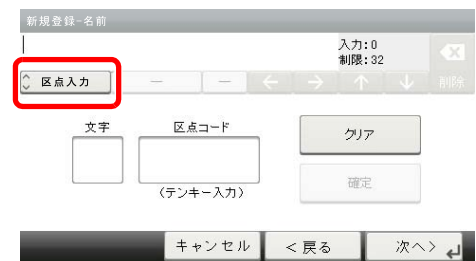 新規登録-名前
入力:0
制限:32
区点入力 － － ← → ↑ ↓ 削除
文字 区点コード クリア
確定
(テンキー入力)
キャンセル <戻る 次へ>